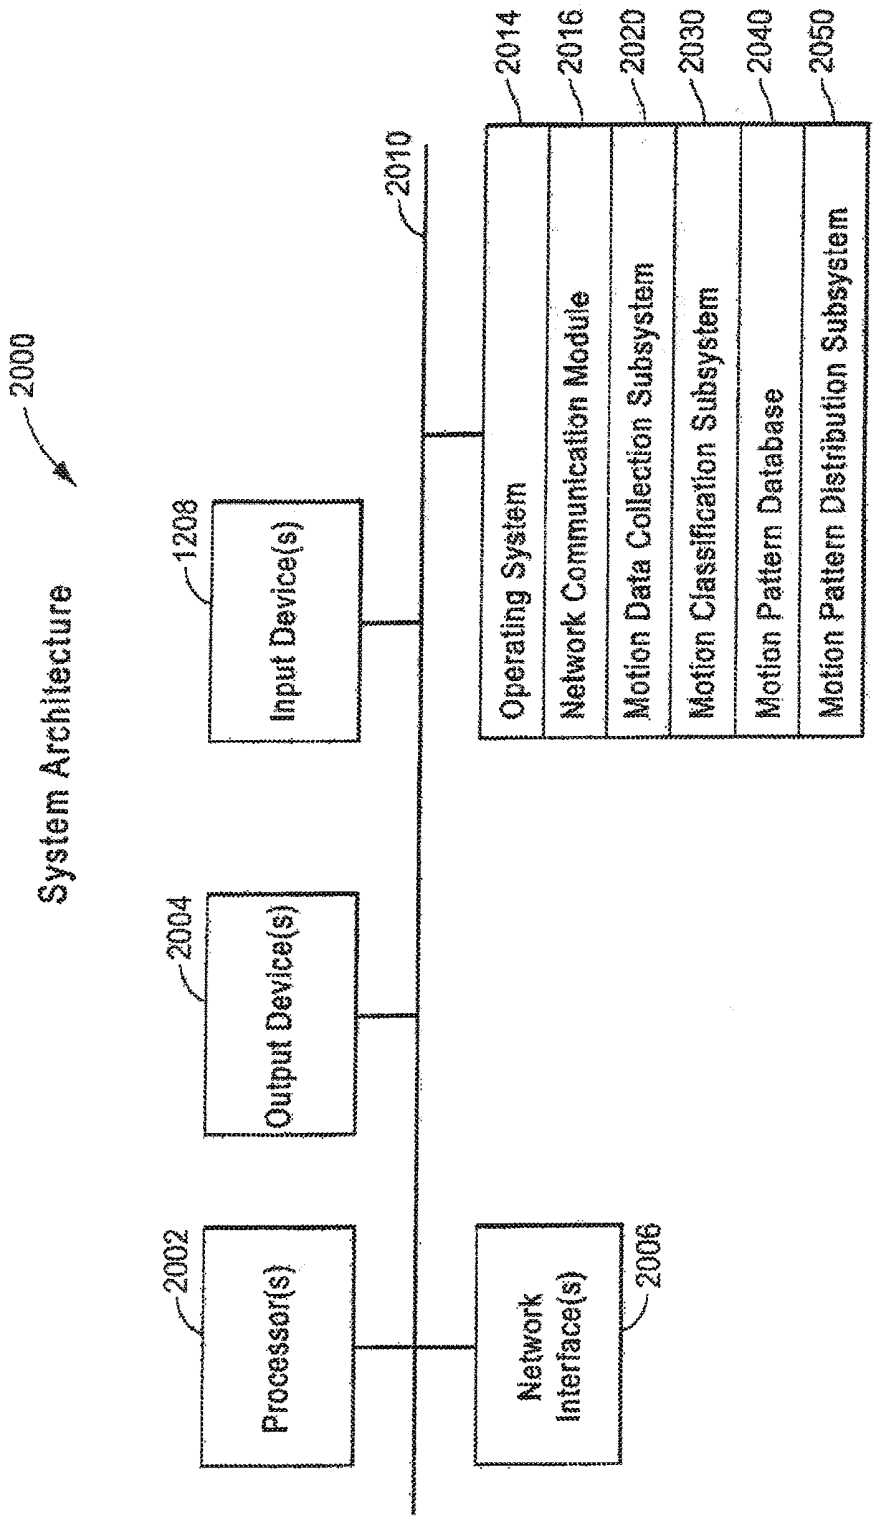 System Architecture
2000
2002
Processor(s)
2004
Output Device(s)
1208
Input Device(s)
2010
Network
Interface(s)
2006
Operating System
2014
Network Communication Module
2016
Motion Data Collection Subsystem
2020
Motion Classification Subsystem
2030
Motion Pattern Database
2040
Motion Pattern Distribution Subsystem
2050